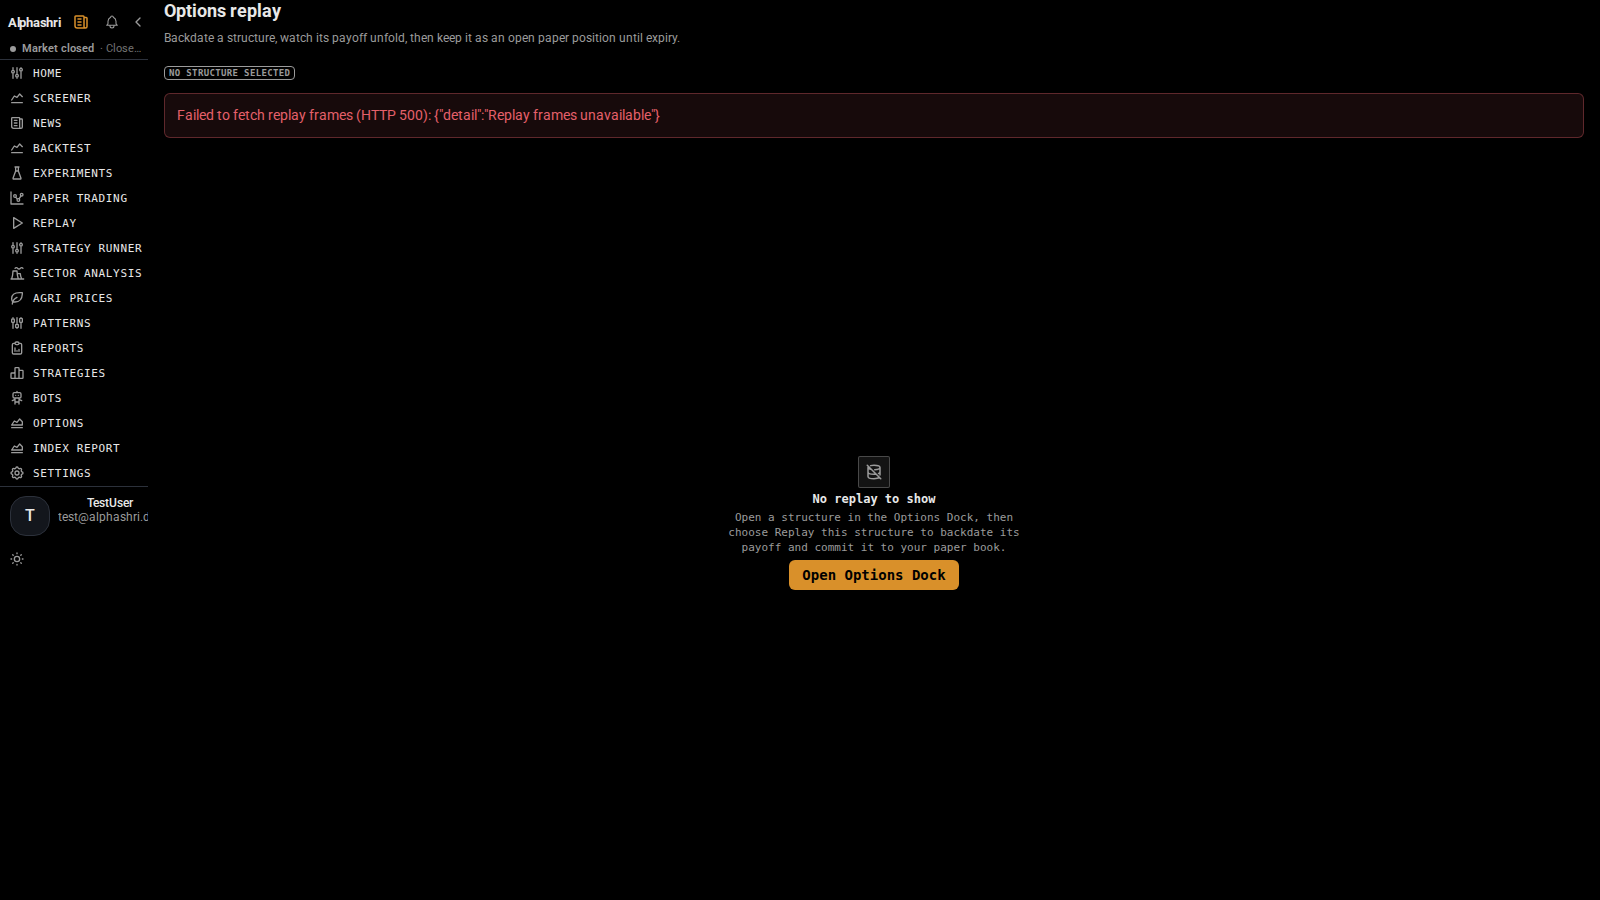 Alphashri
Market closed · Close...
HOME
SCREENER
NEWS
BACKTEST
EXPERIMENTS
PAPER TRADING
REPLAY
STRATEGY RUNNER
SECTOR ANALYSIS
AGRI PRICES
PATTERNS
REPORTS
STRATEGIES
BOTS
OPTIONS
INDEX REPORT
SETTINGS
T
TestUser
test@alphashri.c
Options replay
Backdate a structure, watch its payoff unfold, then keep it as an open paper position until expiry.
NO STRUCTURE SELECTED
Failed to fetch replay frames (HTTP 500): {"detail":"Replay frames unavailable"}
No replay to show
Open a structure in the Options Dock, then
choose Replay this structure to backdate its
payoff and commit it to your paper book.
Open Options Dock